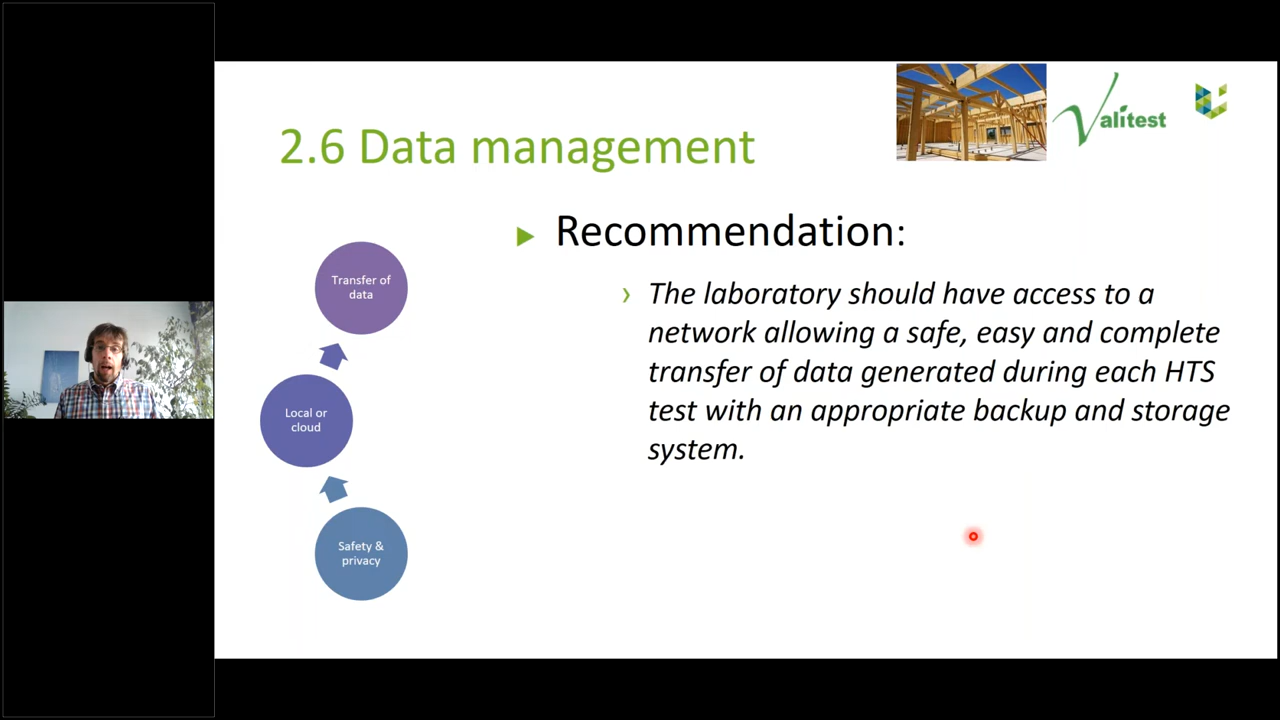 Valitest
2.6 Data management
Recommendation:
The laboratory should have access to a
network allowing a safe, easy and complete
transfer of data generated during each HTS
test with an appropriate backup and storage
system.
Transfer of
data
Local or
cloud
Safety &
privacy